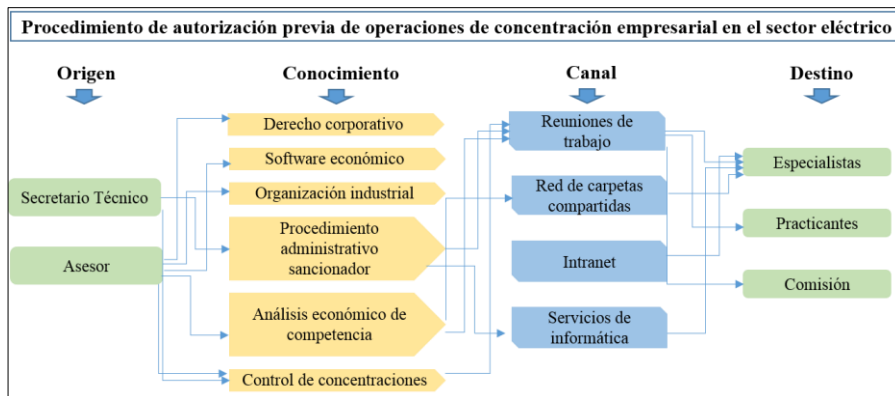 Procedimiento de autorización previa de operaciones de concentración empresarial en el sector eléctrico
Origen
Conocimiento
Canal
Destino
Secretario Técnico
Asesor
Derecho corporativo
Software económico
Organización industrial
Procedimiento
administrativo
sancionador
Análisis económico de
competencia
Control de concentraciones
Reuniones de
trabajo
Red de carpetas
compartidas
Intranet
Servicios de
informática
Especialistas
Practicantes
Comisión